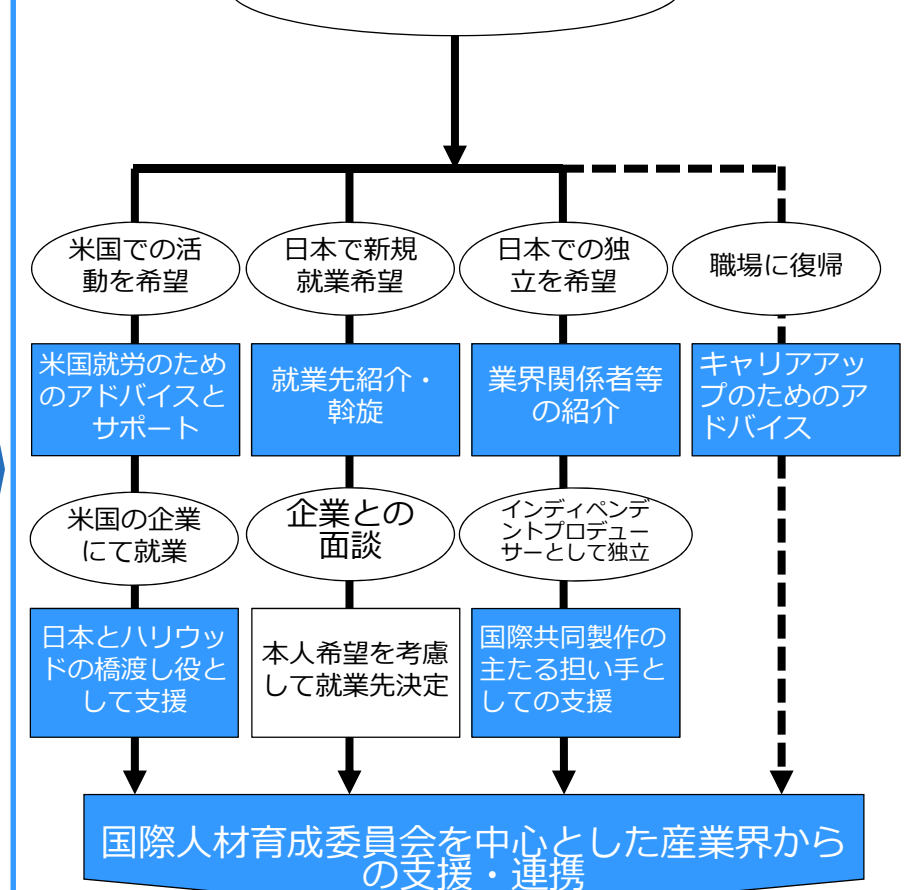 米国での活
動を希望
日本で新規
就業希望
日本での独
立を希望
職場に復帰
米国就労のため
のアドバイスと
サポート
就業先紹介・
斡旋
業界関係者等
の紹介
キャリアアッ
プのためのア
ドバイス
米国の企業
にて就業
企業との
面談
インディペンデ
ントプロデュー
サーとして独立
日本とハリウッ
ドの橋渡し役と
して支援
本人希望を考慮
して就業先決定
国際共同製作の
主たる担い手と
しての支援
国際人材育成委員会を中心とした産業界から
の支援・連携